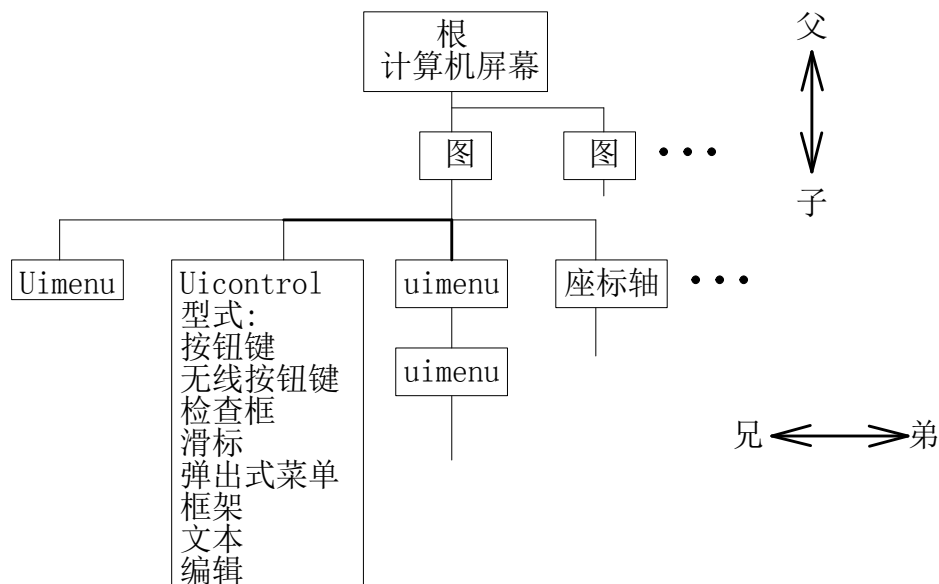 根
计算机屏幕
父
图
图
子
Uimenu
Uicontrol
型式:
按钮键
无线按钮键
检查框
滑标
弹出式菜单
框架
文本
编辑
uimenu
uimenu
座标轴
兄
弟